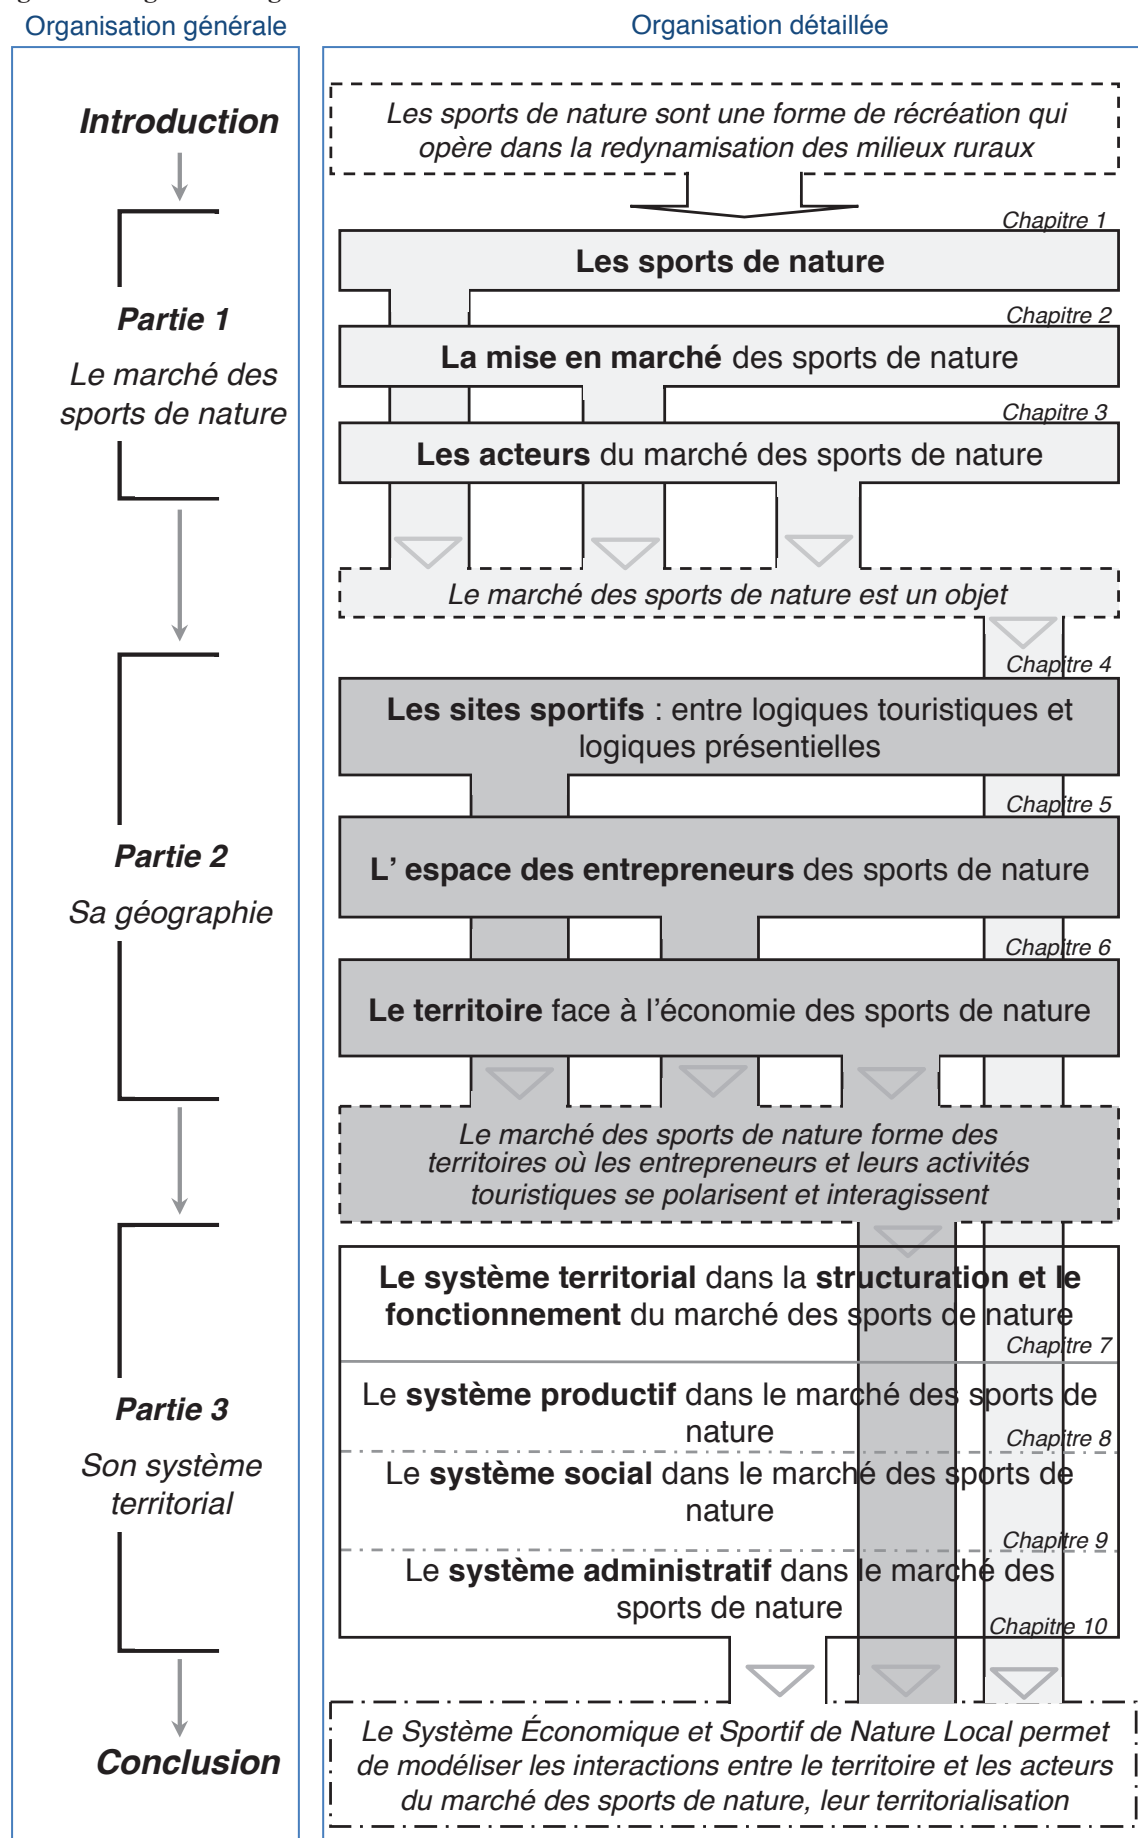 Organisation générale
Introduction
Partie 1
Le marché des
sports de nature
Partie 2
Sa géographie
Partie 3
Son système
territorial
Conclusion
Organisation détaillée
Les sports de nature sont une forme de récréation qui
opère dans la redynamisation des milieux ruraux
Chapitre 1
Les sports de nature
Chapitre 2
La mise en marché des sports de nature
Chapitre 3
Les acteurs du marché des sports de nature
Le marché des sports de nature est un objet
Chapitre 4
Les sites sportifs : entre logiques touristiques et
logiques présentielles
Chapitre 5
L' espace des entrepreneurs des sports de nature
Chapitre 6
Le territoire face à l'économie des sports de nature
Le marché des sports de nature forme des
territoires où les entrepreneurs et leurs activités
touristiques se polarisent et interagissent
Le système territorial dans la structuration et le
fonctionnement du marché des sports de nature
Chapitre 7
Le système productif dans le marché des sports de
nature
Chapitre 8
Le système social dans le marché des sports de
nature
Chapitre 9
Le système administratif dans le marché des
sports de nature
Chapitre 10
Le Système Économique et Sportif de Nature Local permet
de modéliser les interactions entre le territoire et les acteurs
du marché des sports de nature, leur territorialisation